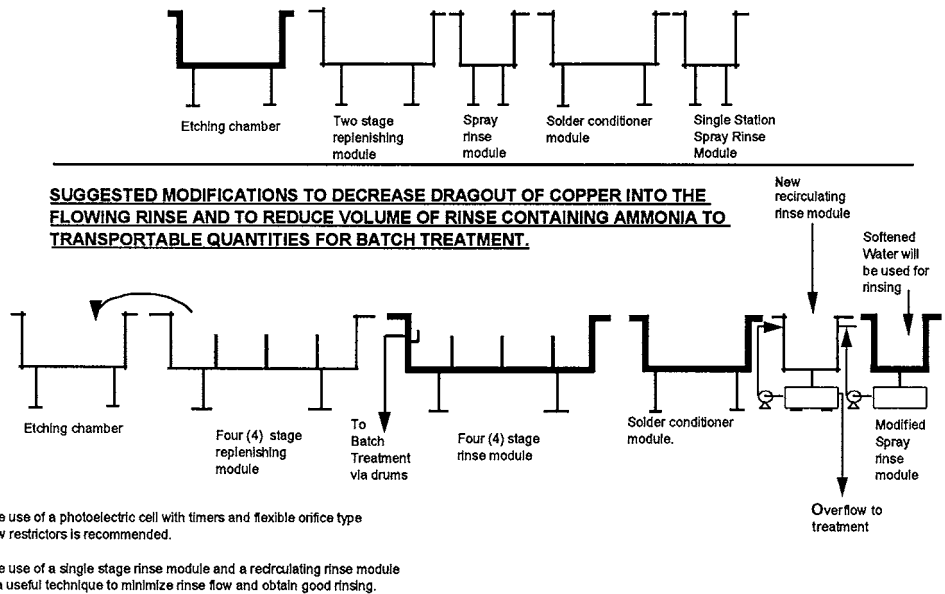 Etching chamber
Two stage
replenishing
module
Spray
rinse
module
Solder conditioner
module
Single Station
Spray Rinse
Module
SUGGESTED MODIFICATIONS TO DECREASE DRAGOUT OF COPPER INTO THE
FLOWING RINSE AND TO REDUCE VOLUME OF RINSE CONTAINING AMMONIA TO
TRANSPORTABLE QUANTITIES FOR BATCH TREATMENT.
New
recirculating
rinse module
Softened
Water will
be used for
rinsing
Etching chamber
Four (4) stage
replenishing
module
To
Batch
Treatment
via drums
Four (4) stage
rinse module
Solder conditioner
module.
Modified
Spray
rinse
module
Overflow to
treatment
e use of a photoelectric cell with timers and flexible orifice type
w restrictors is recommended.
e use of a single stage rinse module and a recirculating rinse module
a useful technique to minimize rinse flow and obtain good rinsing.